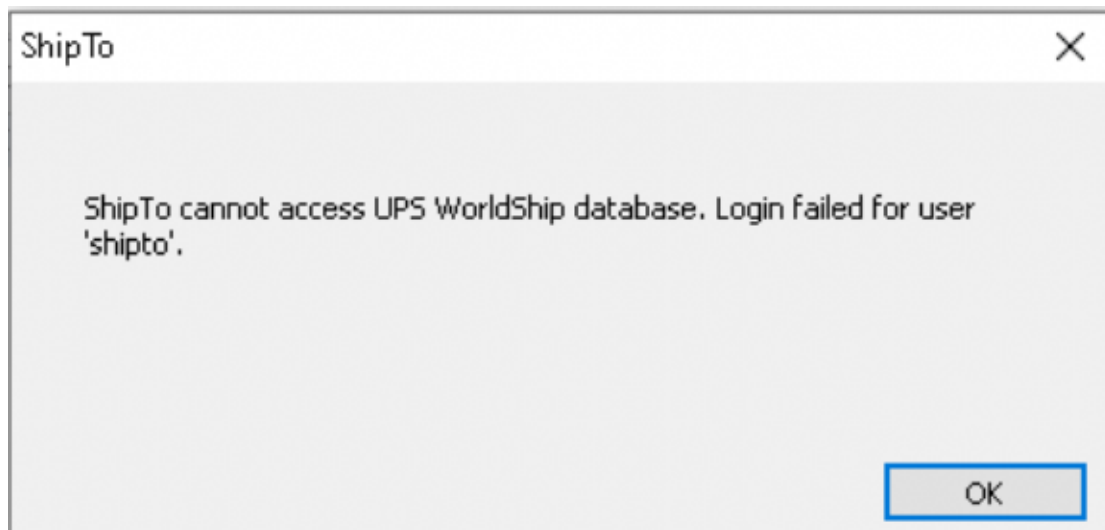 ShipTo
ShipTo cannot access UPS WorldShip database. Login failed for user
'shipto'.
OK